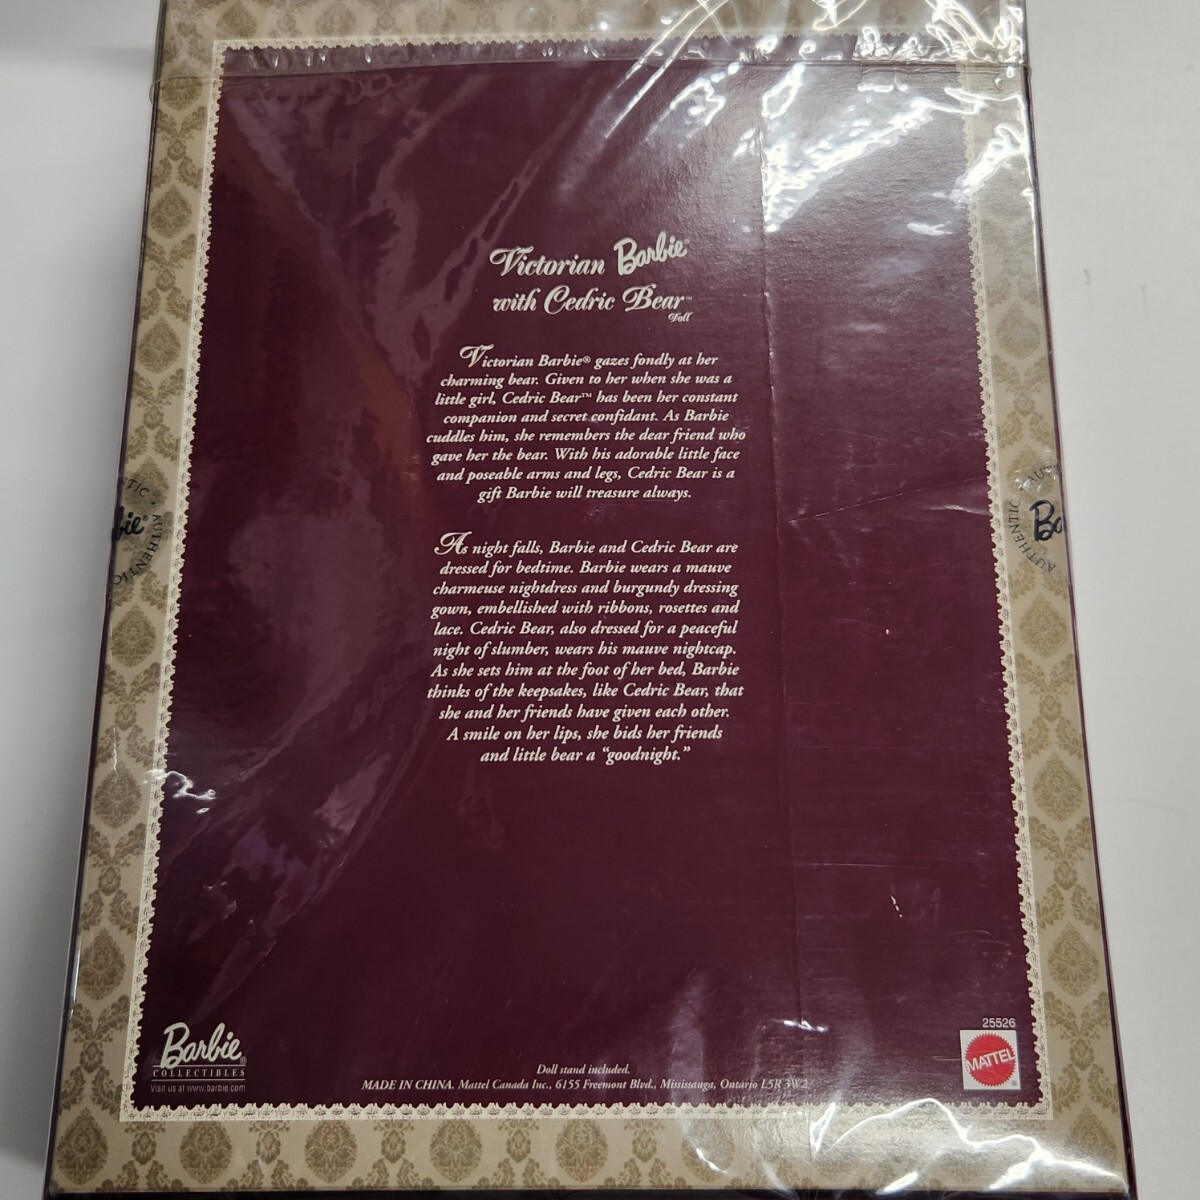 Victorian Barbie®
with Cedric Bear™
Doll
Victorian Barbie® gazes fondly at her
charming bear. Given to her when she was a
little girl, Cedric Bear™ has been her constant
companion and secret confidant. As Barbie
cuddles him, she remembers the dear friend who
gave her the bear. With his adorable little face
and poseable arms and legs, Cedric Bear is a
gift Barbie will treasure always.
As night falls, Barbie and Cedric Bear are
dressed for bedtime. Barbie wears a mauve
charmeuse nightdress and burgundy dressing
gown, embellished with ribbons, rosettes and
lace. Cedric Bear, also dressed for a peaceful
night of slumber, wears his mauve nightcap.
As she sets him at the foot of her bed, Barbie
thinks of the keepsakes, like Cedric Bear, that
she and her friends have given each other.
A smile on her lips, she bids her friends
and little bear a “goodnight.”
AUTHENTIC
AUTHENTIC
Barbie®
COLLECTIBLES
Visit us at www.barbie.com
Doll stand included.
MADE IN CHINA. Mattel Canada Inc., 6155 Freemont Blvd., Mississauga, Ontario L5R 3W2
25526
MATTEL®